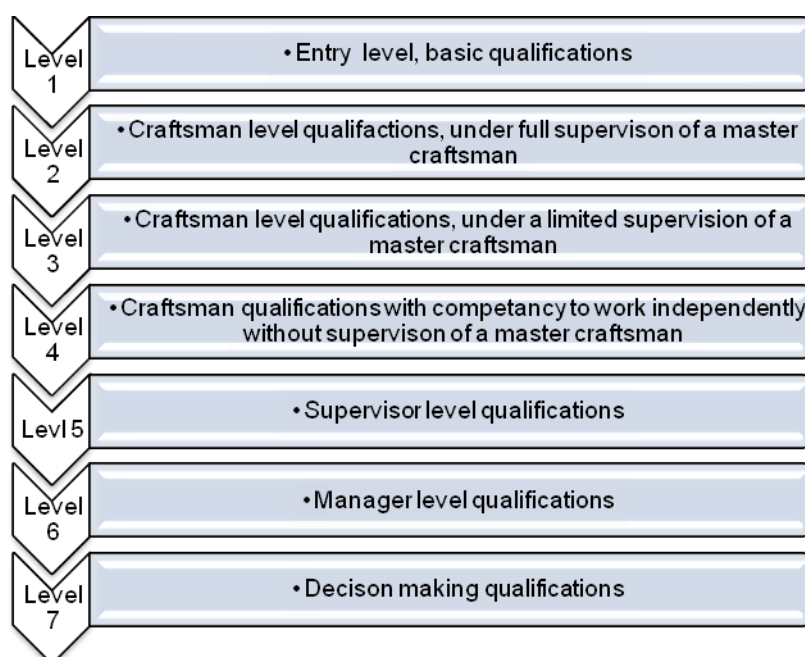 Level
1
• Entry level, basic qualifications
Level
2
• Craftsman level qualifactions, under full supervison of a master
craftsman
Level
3
• Craftsman level qualifications, under a limited supervision of a
master craftsman
Level
4
• Craftsman qualifications with competancy to work independently
without supervison of a master craftsman
Levl 5
• Supervisor level qualifications
Level
6
• Manager level qualifications
Level
7
• Decison making qualifications